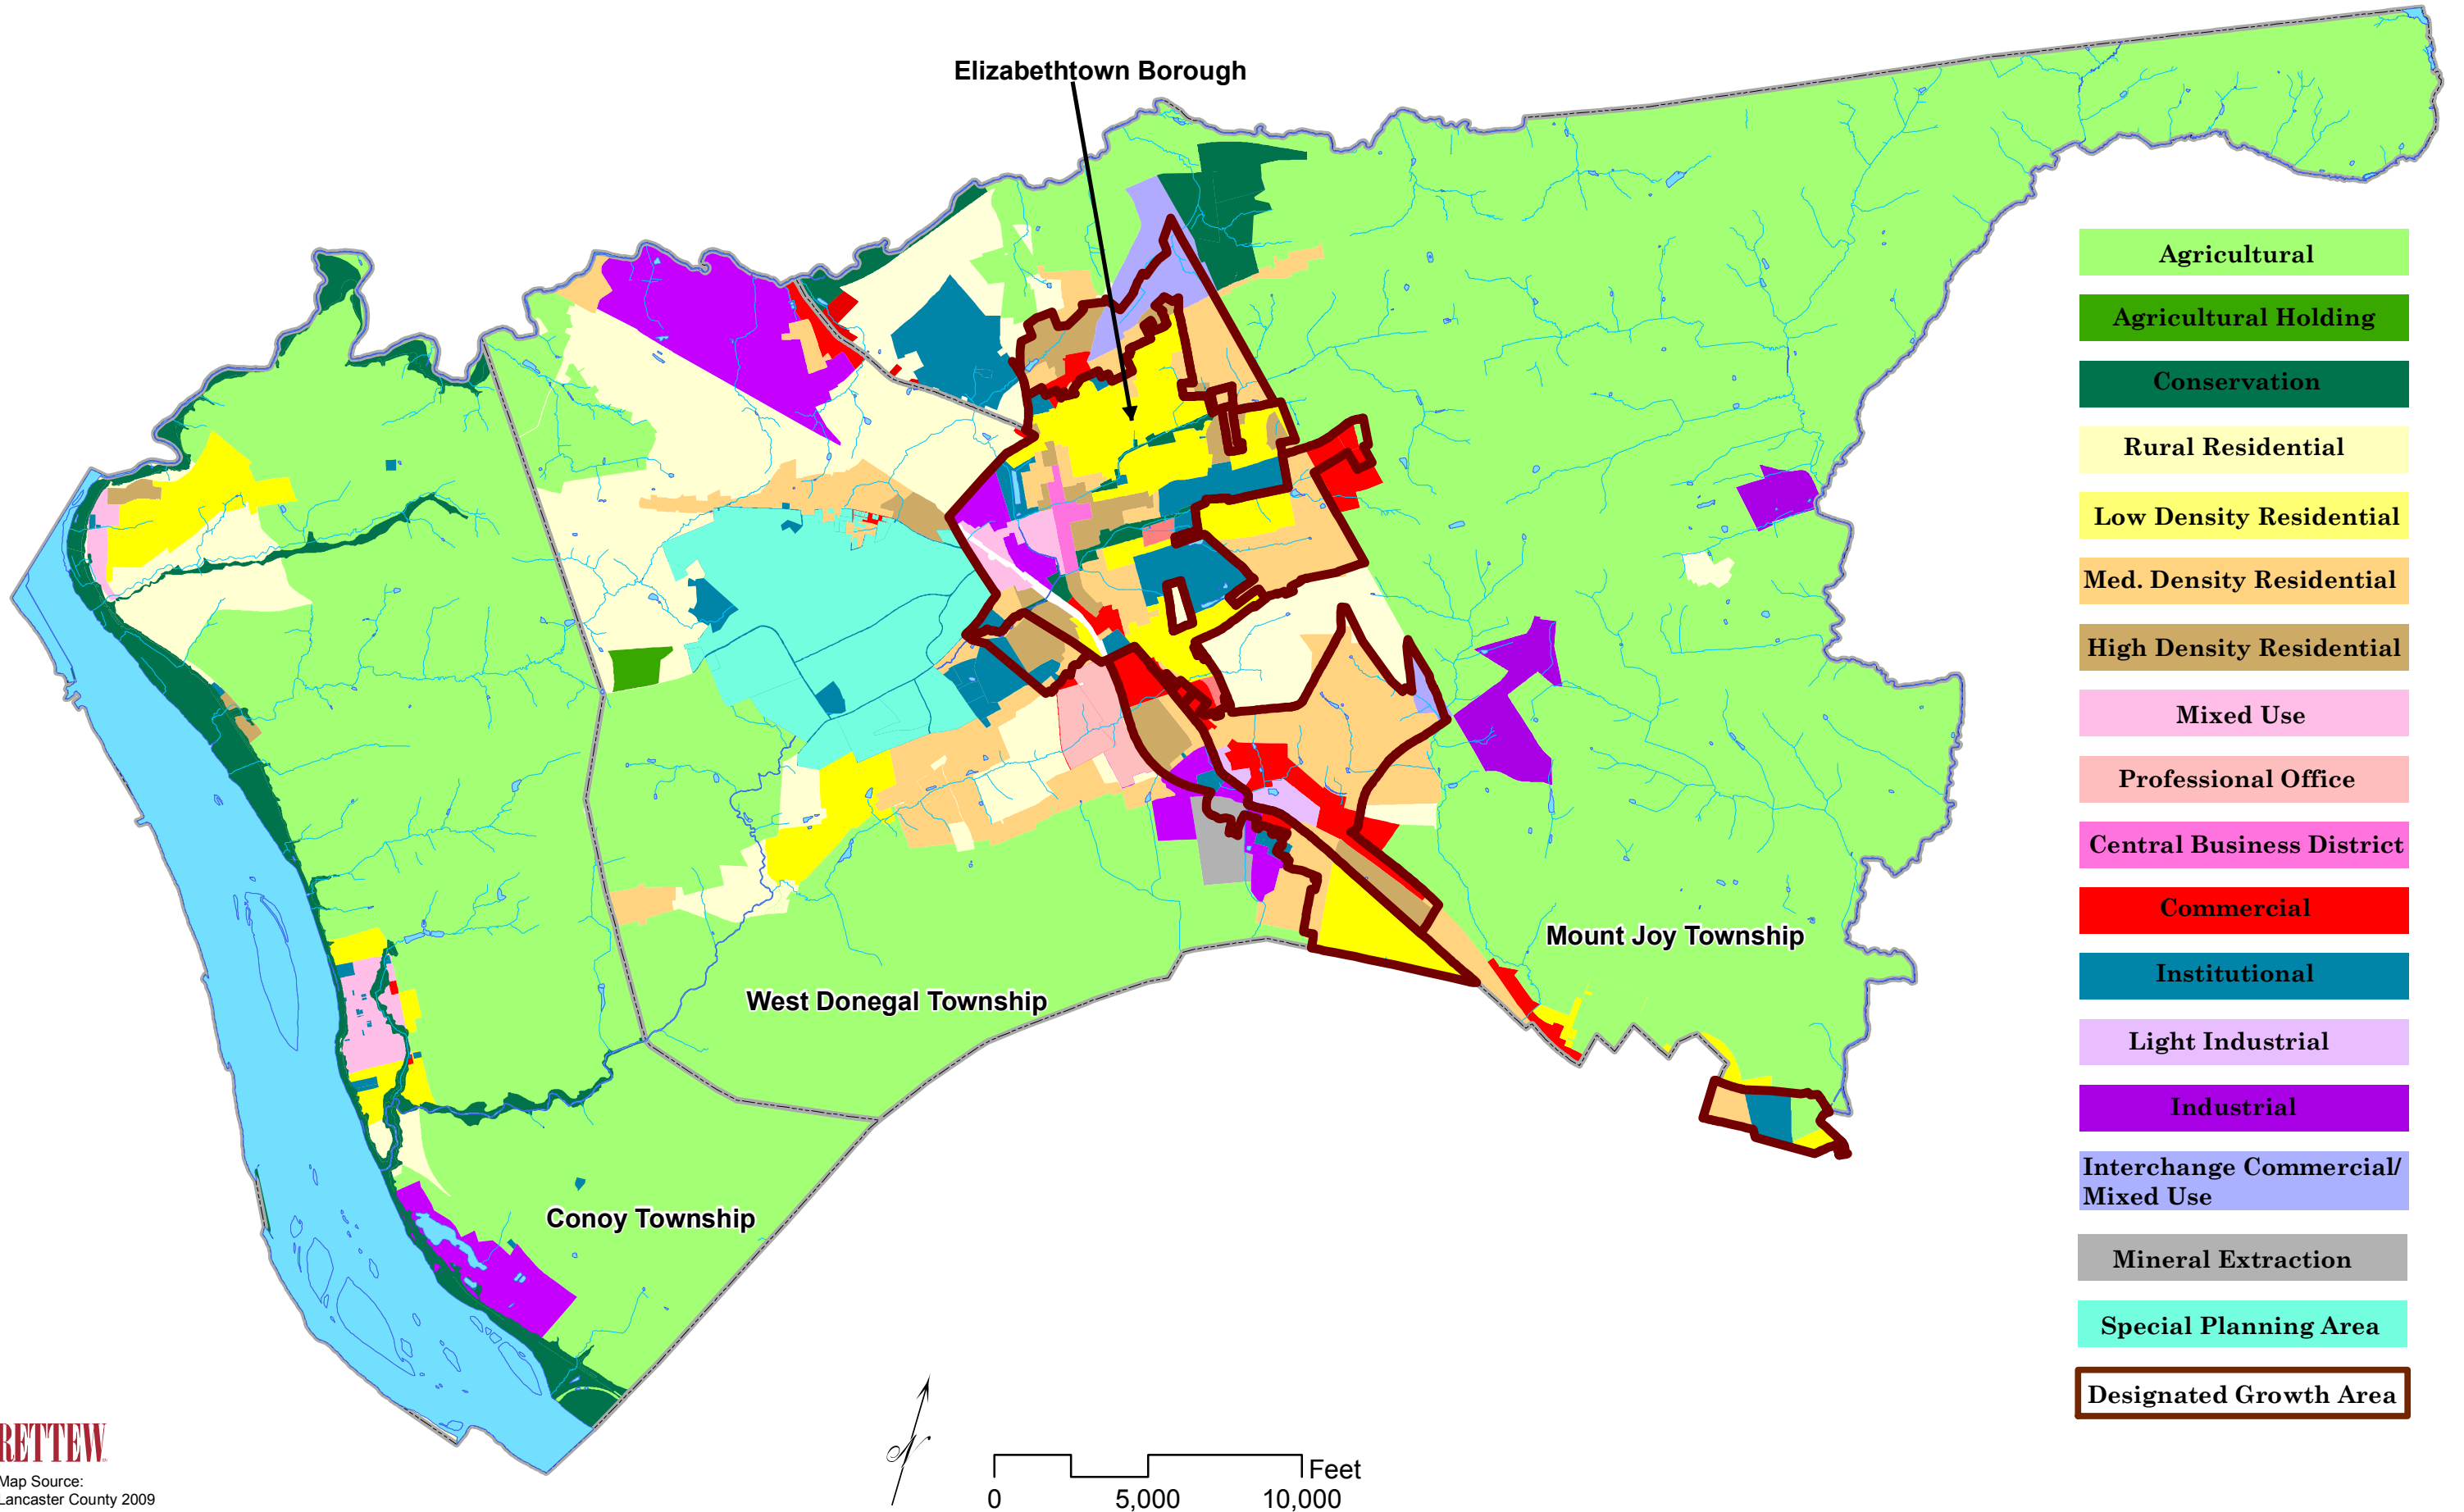 Elizabethtown Borough
Agricultural
Agricultural Holding
Conservation
Rural Residential
Low Density Residential
Med. Density Residential
High Density Residential
Mixed Use
Professional Office
Central Business District
Commercial
Institutional
Light Industrial
Industrial
Interchange Commercial/
Mixed Use
Mineral Extraction
Special Planning Area
Designated Growth Area
Mount Joy Township
West Donegal Township
Conoy Township
RETTEW
Map Source:
Lancaster County 2009
Feet
0 5,000 10,000